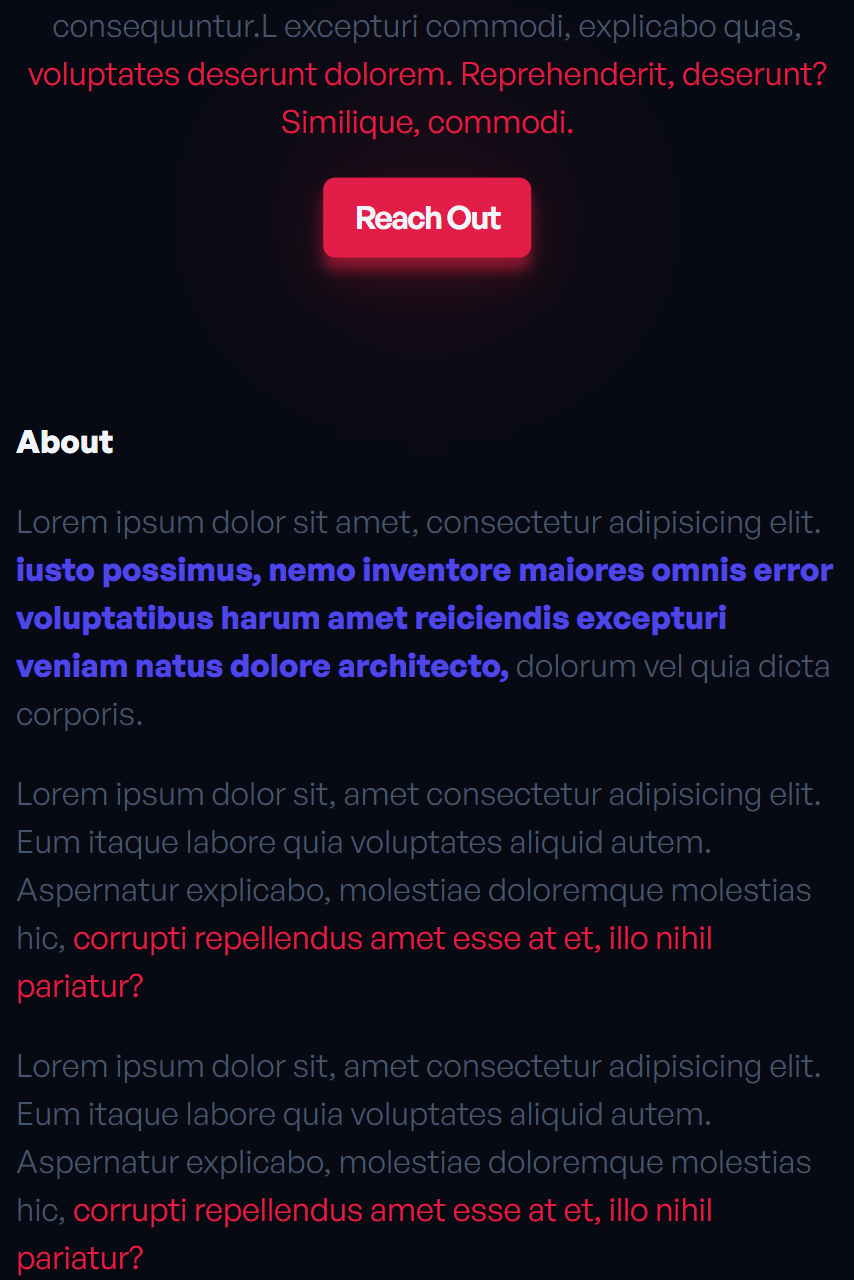 consequuntur.L excepturi commodi, explicabo quas,
voluptates deserunt dolorem. Reprehenderit, deserunt?
Similique, commodi.
Reach Out
About
Lorem ipsum dolor sit amet, consectetur adipisicing elit.
iusto possimus, nemo inventore maiores omnis error
voluptatibus harum amet reiciendis excepturi
veniam natus dolore architecto, dolorum vel quia dicta
corporis.
Lorem ipsum dolor sit, amet consectetur adipisicing elit.
Eum itaque labore quia voluptates aliquid autem.
Aspernatur explicabo, molestiae doloremque molestias
hic, corrupti repellendus amet esse at et, illo nihil
pariatur?
Lorem ipsum dolor sit, amet consectetur adipisicing elit.
Eum itaque labore quia voluptates aliquid autem.
Aspernatur explicabo, molestiae doloremque molestias
hic, corrupti repellendus amet esse at et, illo nihil
pariatur?